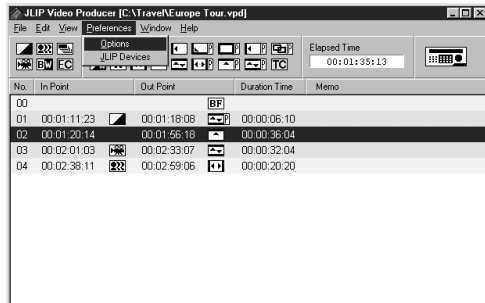 JLIP Video Producer [C:\Travel\Europe Tour.vpd]
File Edit View Preferences Window Help
Options
JLIP Devices
P P P
BW EC P P TC
Elapsed Time
00:01:35:13
No. In Point Out Point Duration Time Memo
00 BF
01 00:01:11:23 00:01:18:08 P 00:00:06:10
02 00:01:20:14 00:01:56:18 00:00:36:04
03 00:02:01:03 00:02:33:07 00:00:32:04
04 00:02:38:11 00:02:59:06 00:00:20:20